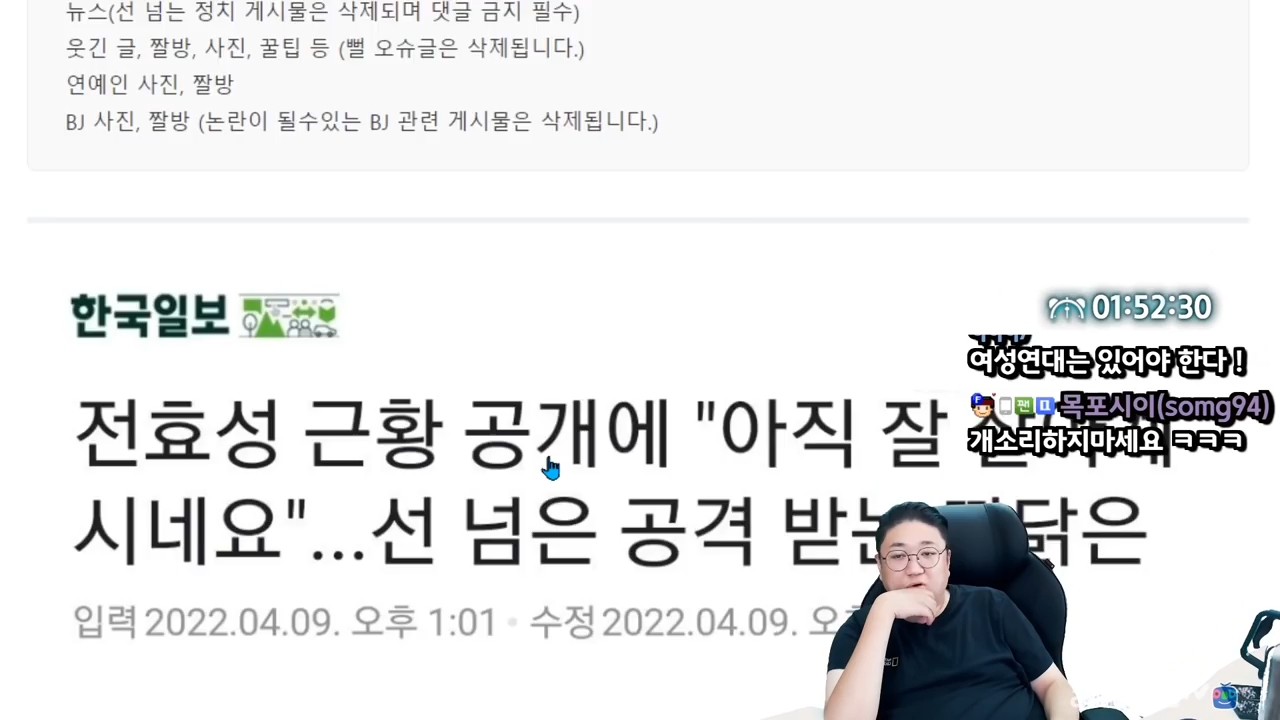 뉴스(선 넘는 정치 게시물은 삭제되며 댓글 금지 필수)
웃긴 글, 짤방, 사진, 꿀팁 등 (뻘 오슈글은 삭제됩니다.)
연예인 사진, 짤방
BJ 사진, 짤방 (논란이 될수있는 BJ 관련 게시물은 삭제됩니다.)
한국일보
01:52:30
여성연대는 있어야 한다 !
목포시이(somg94)
개소리하지마세요 ㅋㅋㅋ
전효성 근황 공개에 "아직 잘
시네요"...선 넘은 공격 받는
입력 2022.04.09. 오후 1:01 • 수정 2022.04.09.